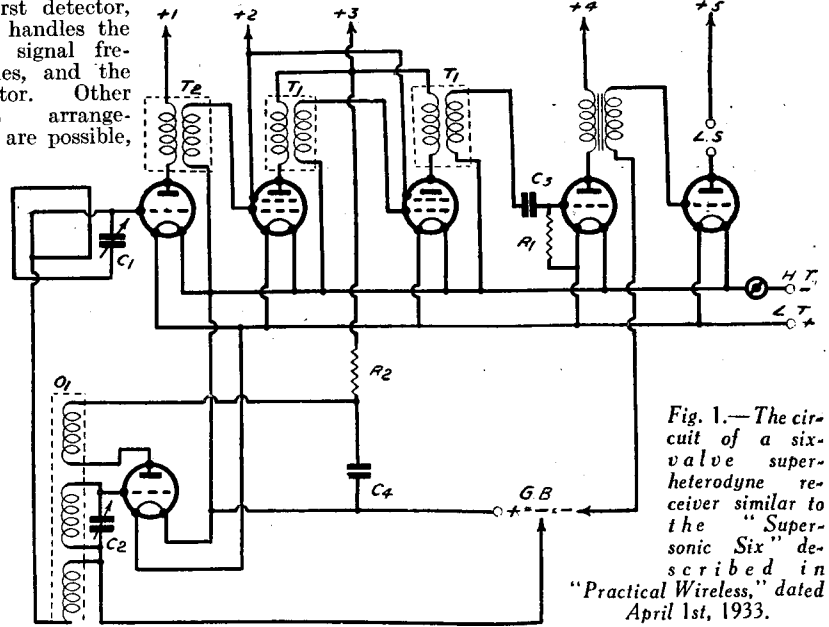 rst detector,
handles the
signal fre-
es, and the
tor. Other
arrange-
are possible,
+1
+2
+3
+4
+5
T2
T1
T1
L.S
C3
R1
C1
H T -
L T +
R2
O1
C4
C2
G B
+ -
Fig. 1.—The cir-
cuit of a six-
valve super-
heterodyne re-
ceiver similar to
the "Super-
sonic Six" de-
scribed in
"Practical Wireless," dated
April 1st, 1933.